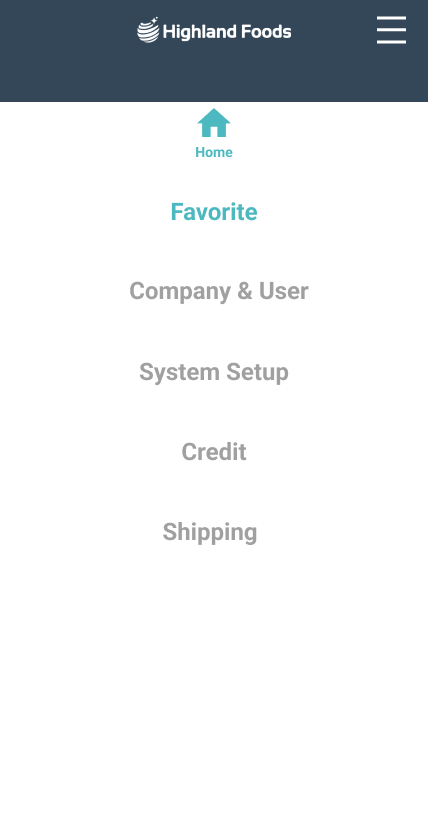 Highland Foods
Home
Favorite
Company & User
System Setup
Credit
Shipping